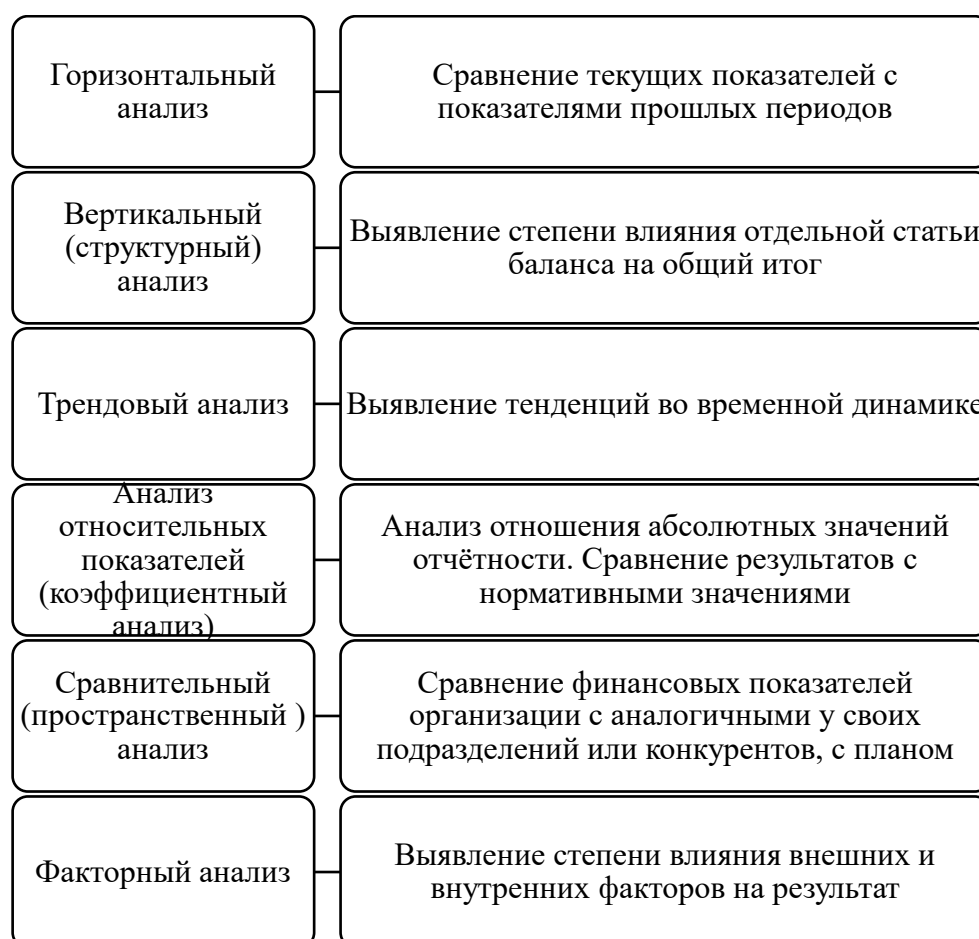 Горизонтальный
анализ
Сравнение текущих показателей с
показателями прошлых периодов
Вертикальный
(структурный)
анализ
Выявление степени влияния отдельной статьи
баланса на общий итог
Трендовый анализ
Выявление тенденций во временной динамике
Анализ
относительных
показателей
(коэффициентный
анализ)
Анализ отношения абсолютных значений
отчётности. Сравнение результатов с
нормативными значениями
Сравнительный
(пространственный )
анализ
Сравнение финансовых показателей
организации с аналогичными у своих
подразделений или конкурентов, с планом
Факторный анализ
Выявление степени влияния внешних и
внутренних факторов на результат